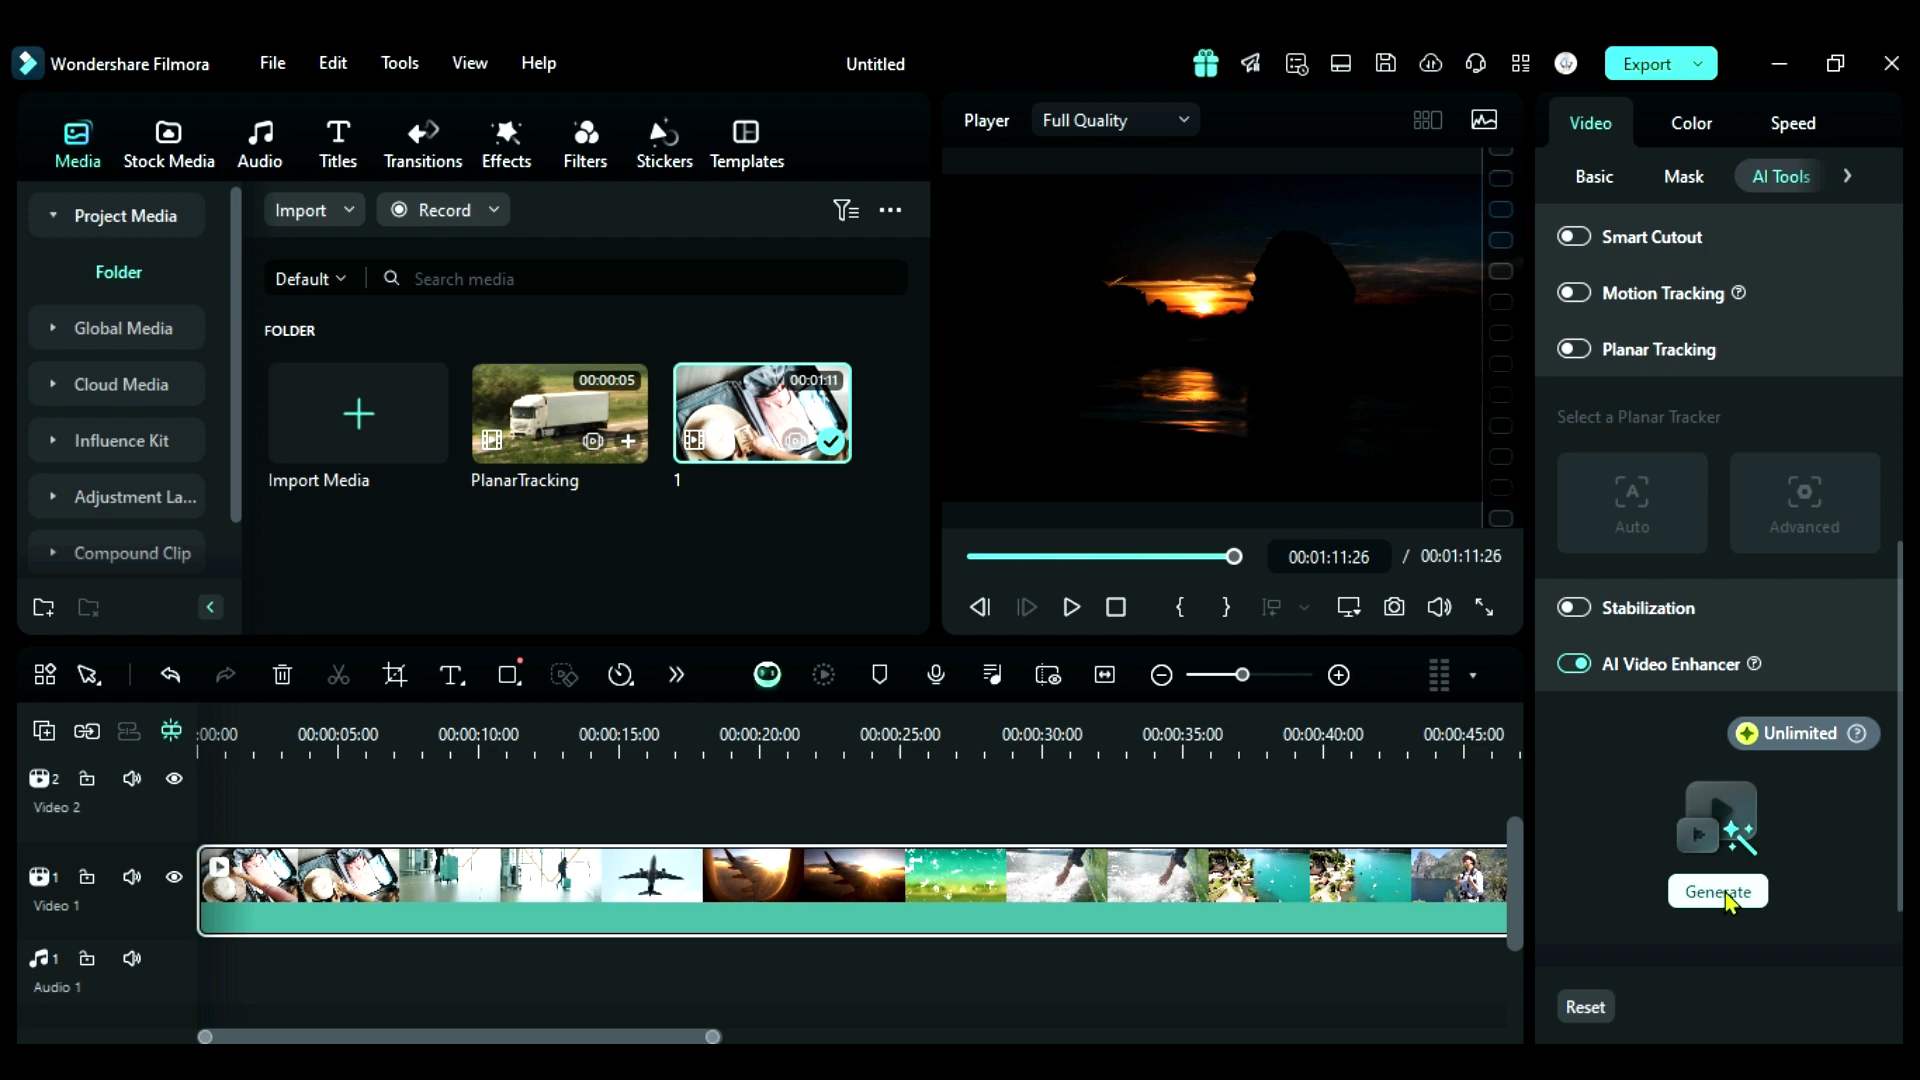 Wondershare Filmora
File
Edit
Tools
View
Help
Untitled
Export
Media
Stock Media
Audio
Titles
Transitions
Effects
Filters
Stickers
Templates
Player
Full Quality
Video
Color
Speed
Basic
Mask
AI Tools
Project Media
Folder
Global Media
Cloud Media
Influence Kit
Adjustment La...
Compound Clip
Import
Record
Default
Search media
FOLDER
Import Media
00:00:05
PlanarTracking
00:01:11
1
00:01:11:26 / 00:01:11:26
Smart Cutout
Motion Tracking
Planar Tracking
Select a Planar Tracker
Auto
Advanced
Stabilization
AI Video Enhancer
Unlimited
Generate
Reset
:00:00
00:00:05:00
00:00:10:00
00:00:15:00
00:00:20:00
00:00:25:00
00:00:30:00
00:00:35:00
00:00:40:00
00:00:45:00
2
Video 2
1
Video 1
1
Audio 1